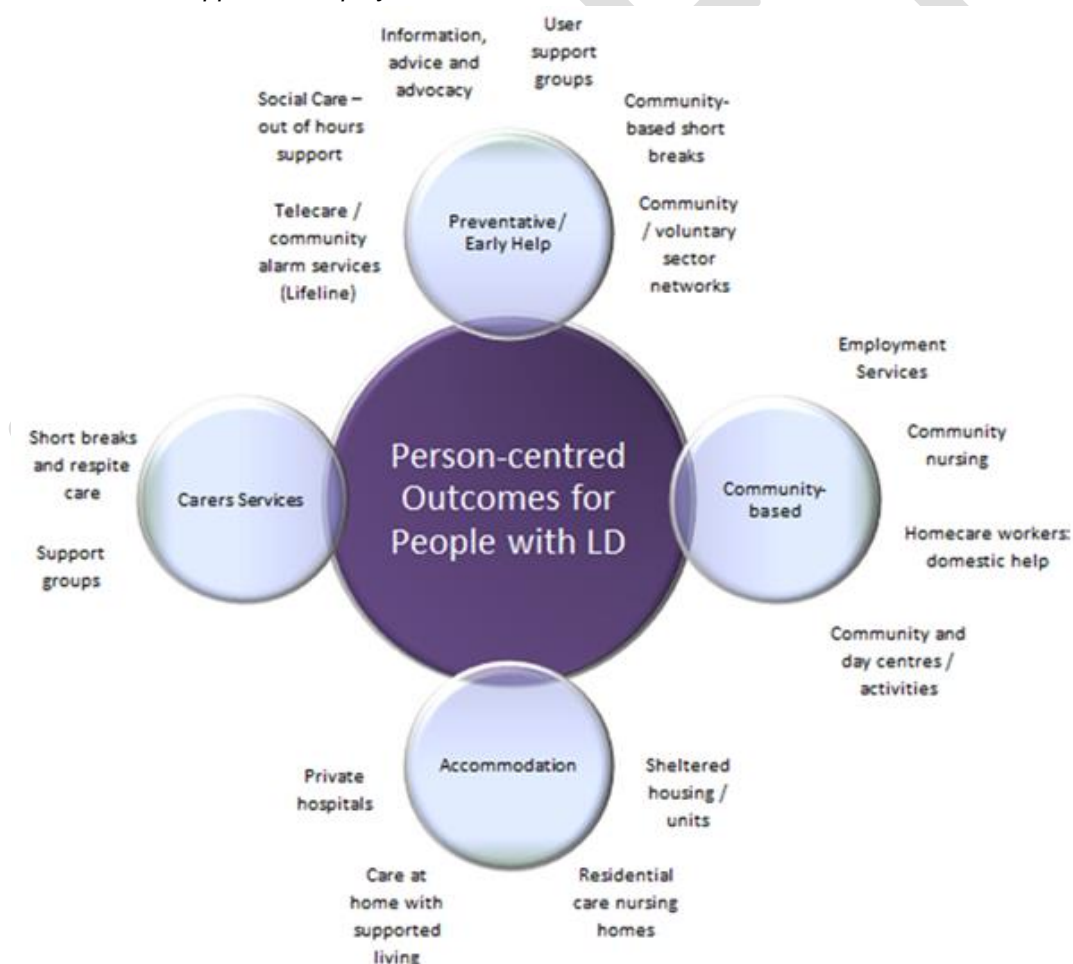 Information,
advice and
advocacy
User
support
groups
Social Care –
out of hours
support
Community-
based short
breaks
Telecare /
community
alarm services
(Lifeline)
Preventative /
Early Help
Community
/ voluntary
sector
networks
Employment
Services
Community
nursing
Homecare workers:
domestic help
Community and
day centres /
activities
Community-
based
Person-centred
Outcomes for
People with LD
Carers Services
Short breaks
and respite
care
Support
groups
Accommodation
Private
hospitals
Sheltered
housing /
units
Care at
home with
supported
living
Residential
care nursing
homes